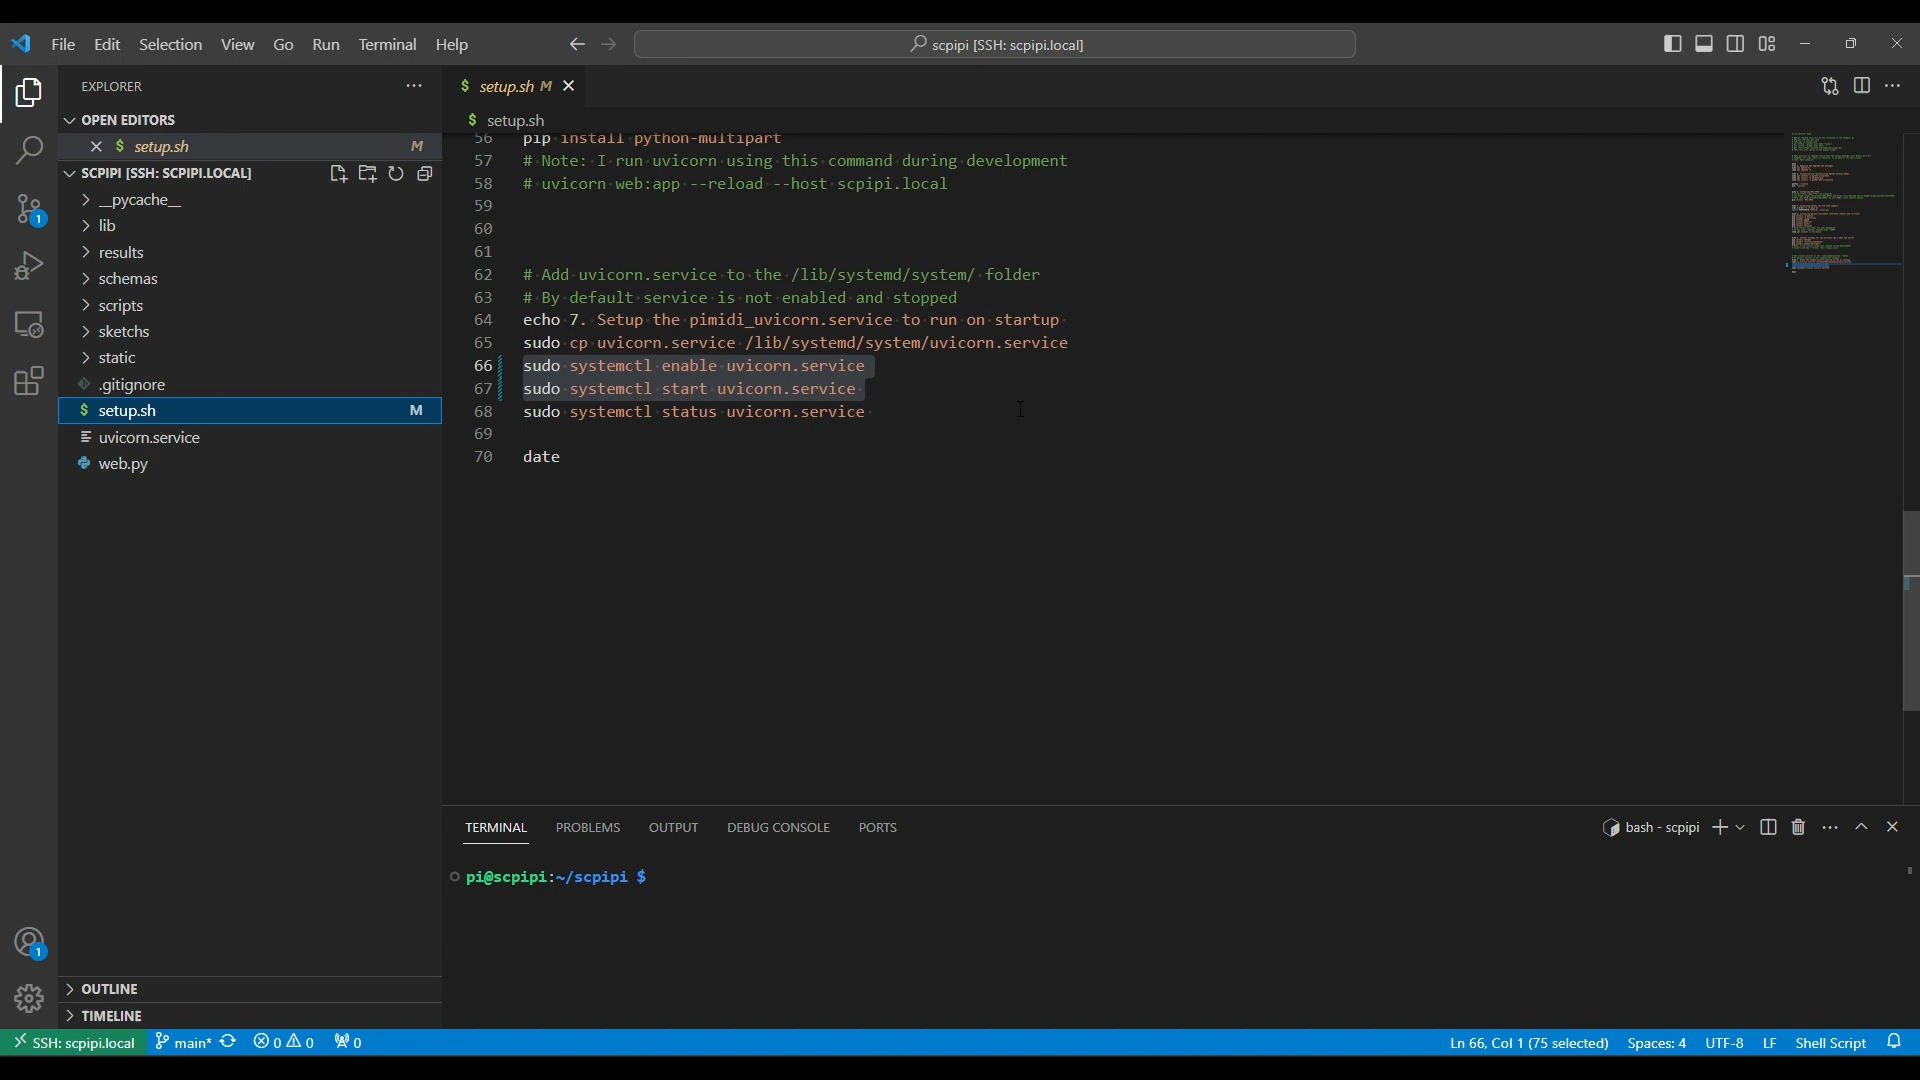 File Edit Selection View Go Run Terminal Help
scpipi [SSH: scpipi.local]
EXPLORER
OPEN EDITORS
setup.sh M
SCPIPI [SSH: SCPIPI.LOCAL]
__pycache__
lib
results
schemas
scripts
sketchs
static
.gitignore
setup.sh M
uvicorn.service
web.py
OUTLINE
TIMELINE
1
1
$ setup.sh M
$ setup.sh
56 pip install python-multipart
57 # Note: I run uvicorn using this command during development
58 # uvicorn web:app --reload --host scpipi.local
59
60
61
62 # Add uvicorn.service to the /lib/systemd/system/ folder
63 # By default service is not enabled and stopped
64 echo 7. Setup the pimidi_uvicorn.service to run on startup
65 sudo cp uvicorn.service /lib/systemd/system/uvicorn.service
66 sudo systemctl enable uvicorn.service
67 sudo systemctl start uvicorn.service
68 sudo systemctl status uvicorn.service
69
70 date
TERMINAL PROBLEMS OUTPUT DEBUG CONSOLE PORTS
bash - scpipi
pi@scpipi:~/scpipi $
SSH: scpipi.local main* 0 0 0
Ln 66, Col 1 (75 selected) Spaces: 4 UTF-8 LF Shell Script